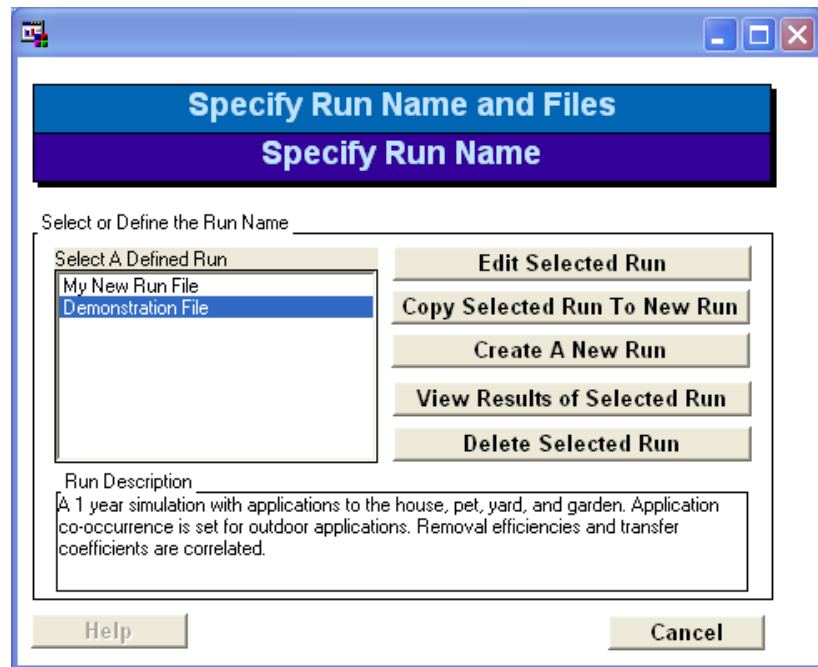 Specify Run Name and Files
Specify Run Name
Select or Define the Run Name
Select A Defined Run
My New Run File
Demonstration File
Edit Selected Run
Copy Selected Run To New Run
Create A New Run
View Results of Selected Run
Delete Selected Run
Run Description
A 1 year simulation with applications to the house, pet, yard, and garden. Application
co-occurrence is set for outdoor applications. Removal efficiencies and transfer
coefficients are correlated.
Help
Cancel